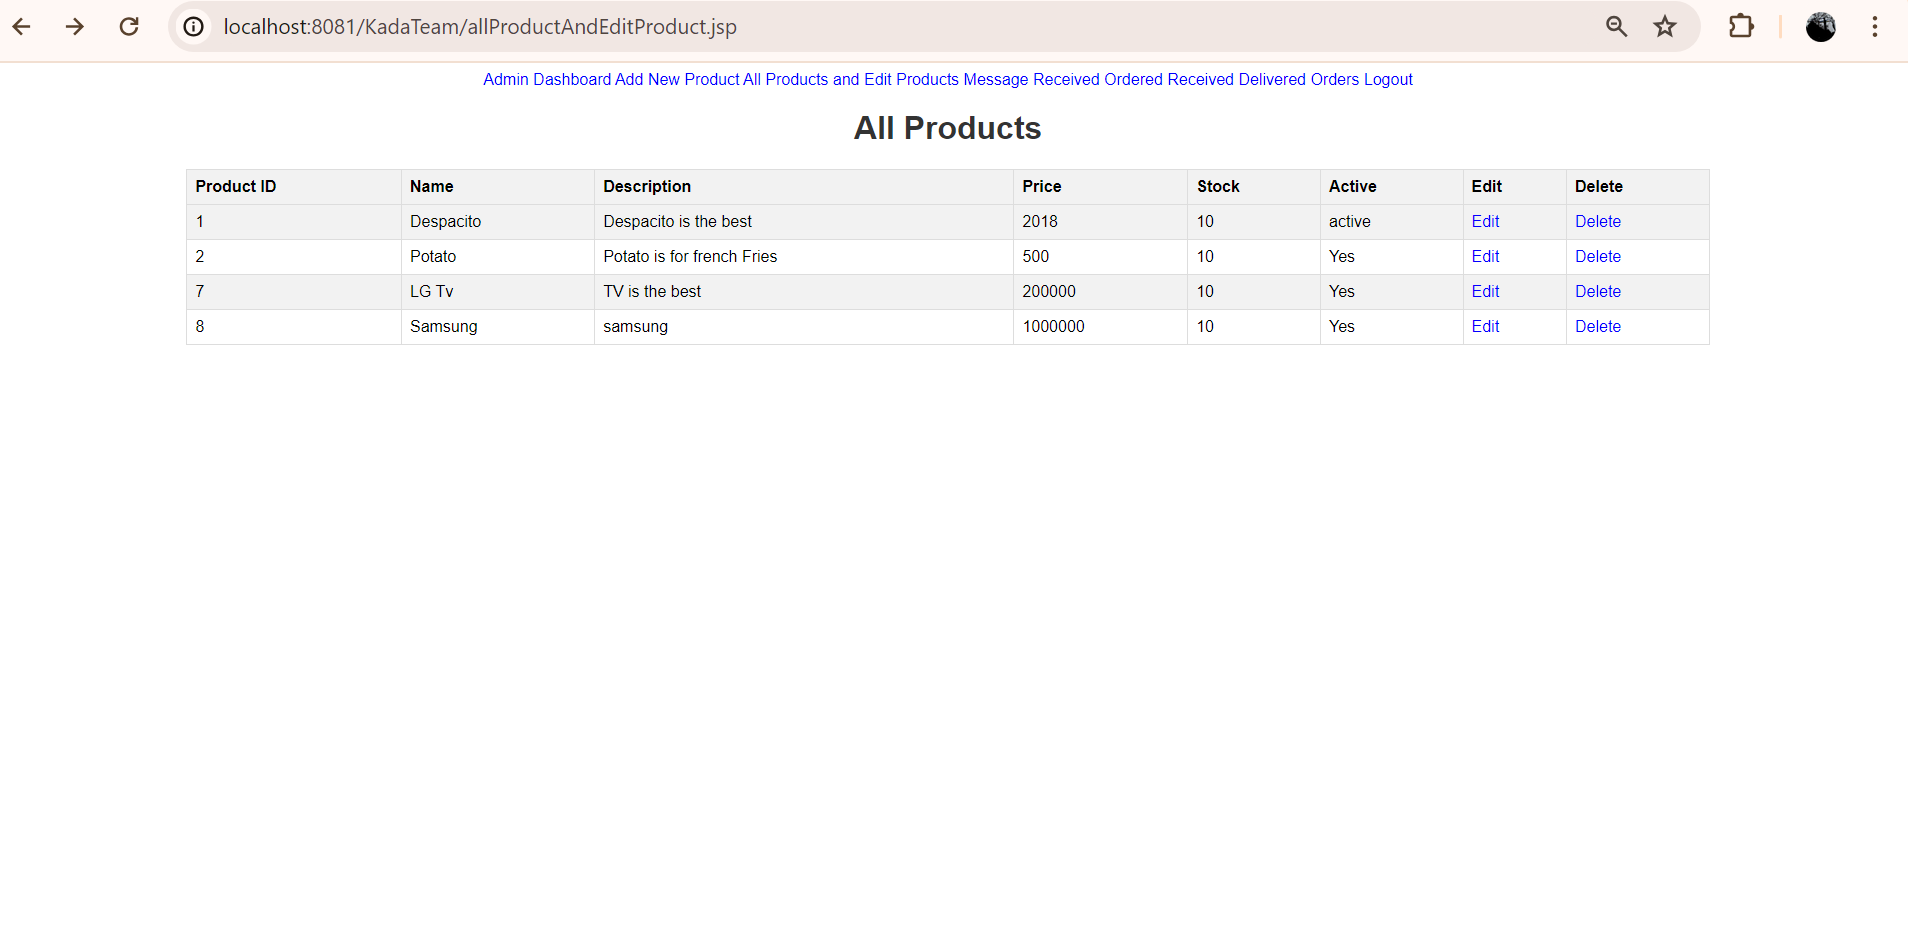 localhost:8081/KadaTeam/allProductAndEditProduct.jsp
Admin Dashboard Add New Product All Products and Edit Products Message Received Ordered Received Delivered Orders Logout
All Products
Product ID Name Description Price Stock Active Edit Delete
1 Despacito Despacito is the best 2018 10 active Edit Delete
2 Potato Potato is for french Fries 500 10 Yes Edit Delete
7 LG Tv TV is the best 200000 10 Yes Edit Delete
8 Samsung samsung 1000000 10 Yes Edit Delete